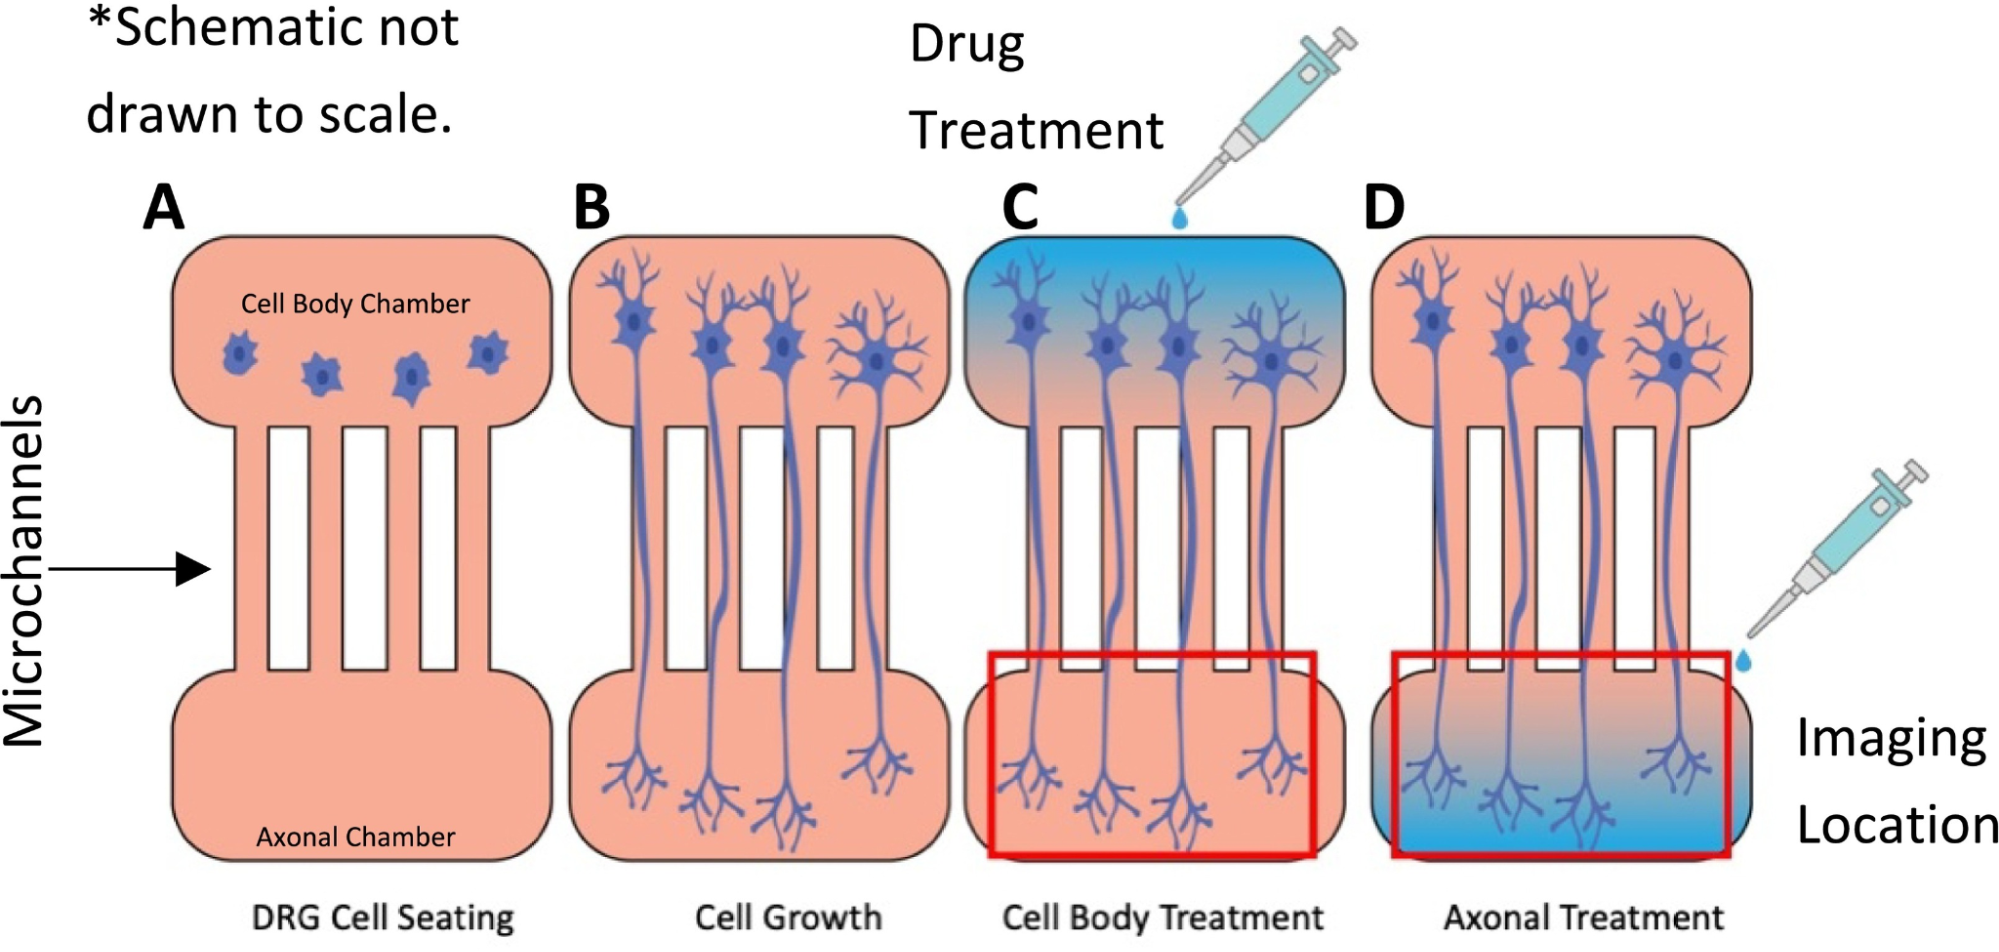 *Schematic not
drawn to scale.
Drug
Treatment
A
B
C
D
Cell Body Chamber
Microchannels
Axonal Chamber
Imaging
Location
DRG Cell Seating
Cell Growth
Cell Body Treatment
Axonal Treatment